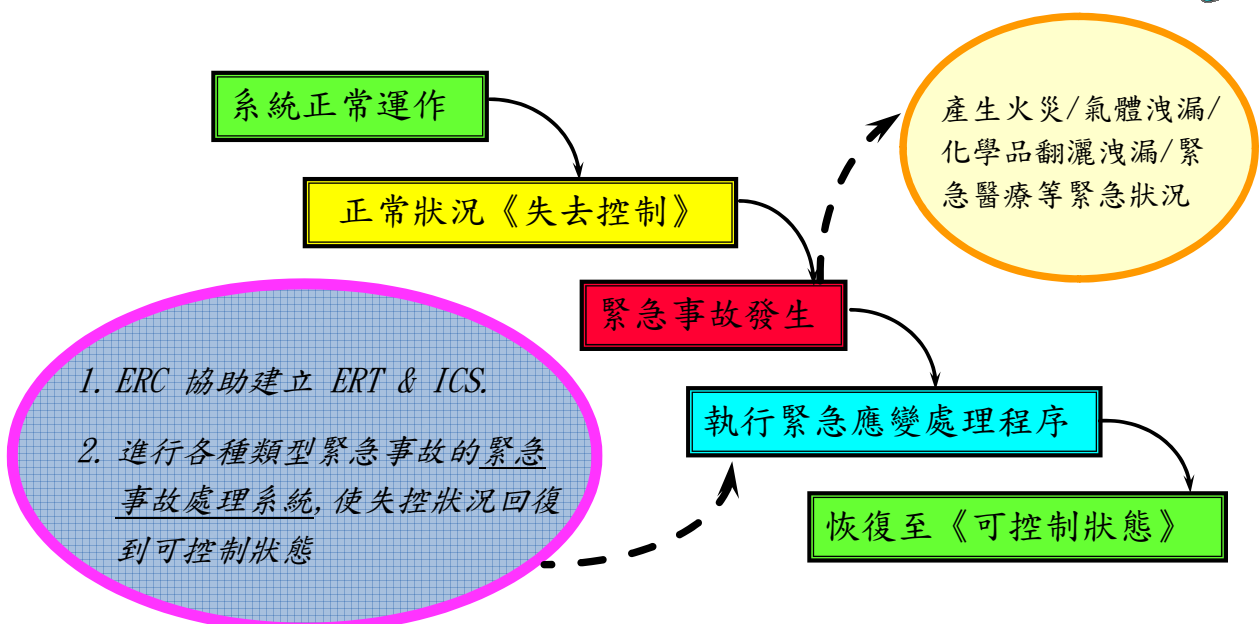 系統正常運作
產生火災/氣體洩漏/
化學品翻灑洩漏/緊
急醫療等緊急狀況
正常狀況《失去控制》
緊急事故發生
1. ERC 協助建立 ERT & ICS.
2. 進行各種類型緊急事故的緊急
事故處理系統,使失控狀況回復
到可控制狀態
執行緊急應變處理程序
恢復至《可控制狀態》